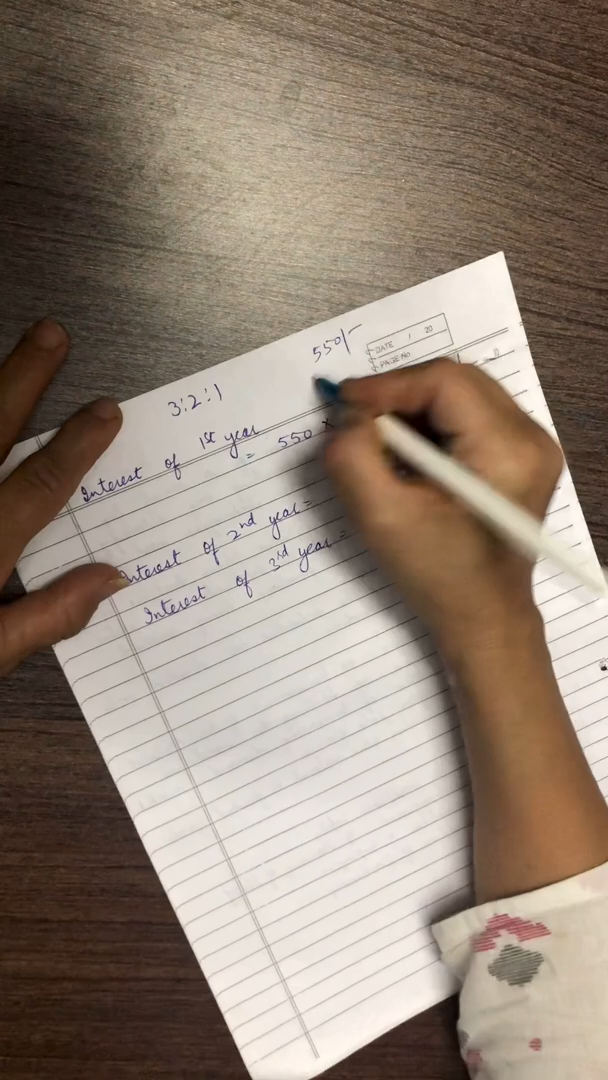 550/-
DATE / 20
PAGE NO
3:2:1
Interest of 1st year
= 550 ×
Interest of 2nd year =
Interest of 3rd year =